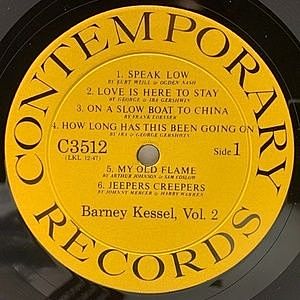 CONTEMPORARY
1. SPEAK LOW
BY KURT WEILL & OGDEN NASH
2. LOVE IS HERE TO STAY
BY GEORGE & IRA GERSHWIN
3. ON A SLOW BOAT TO CHINA
BY FRANK LOESSER
4. HOW LONG HAS THIS BEEN GOING ON
BY GEORGE & IRA GERSHWIN
C3512
(LKL 12-47)
Side 1
5. MY OLD FLAME
BY ARTHUR JOHNSON & SAM COSLOW
6. JEEPERS CREEPERS
BY JOHNNY MERCER & HARRY WARREN
Barney Kessel, Vol. 2
RECORDS